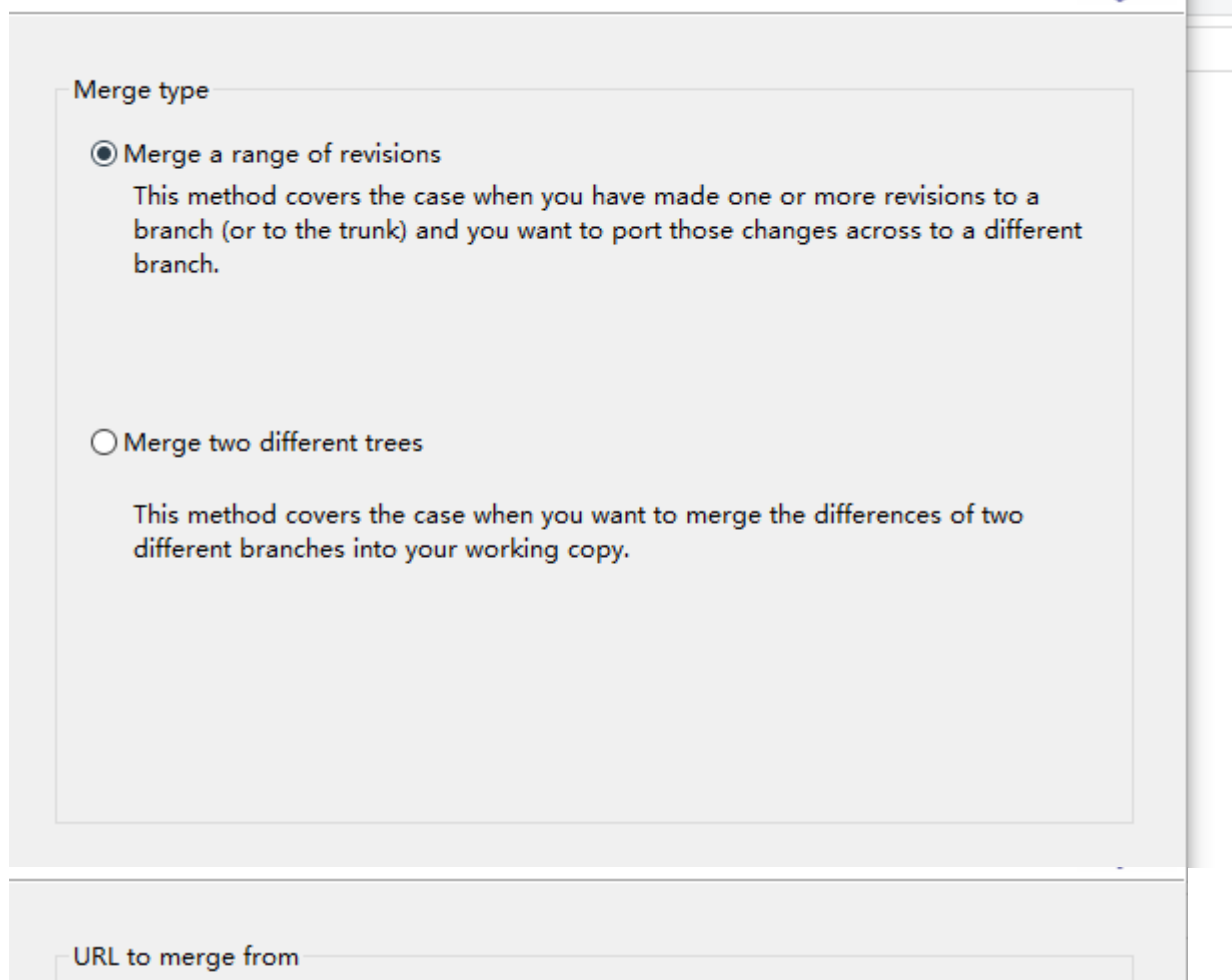 Merge type
Merge a range of revisions
This method covers the case when you have made one or more revisions to a
branch (or to the trunk) and you want to port those changes across to a different
branch.
Merge two different trees
This method covers the case when you want to merge the differences of two
different branches into your working copy.
URL to merge from